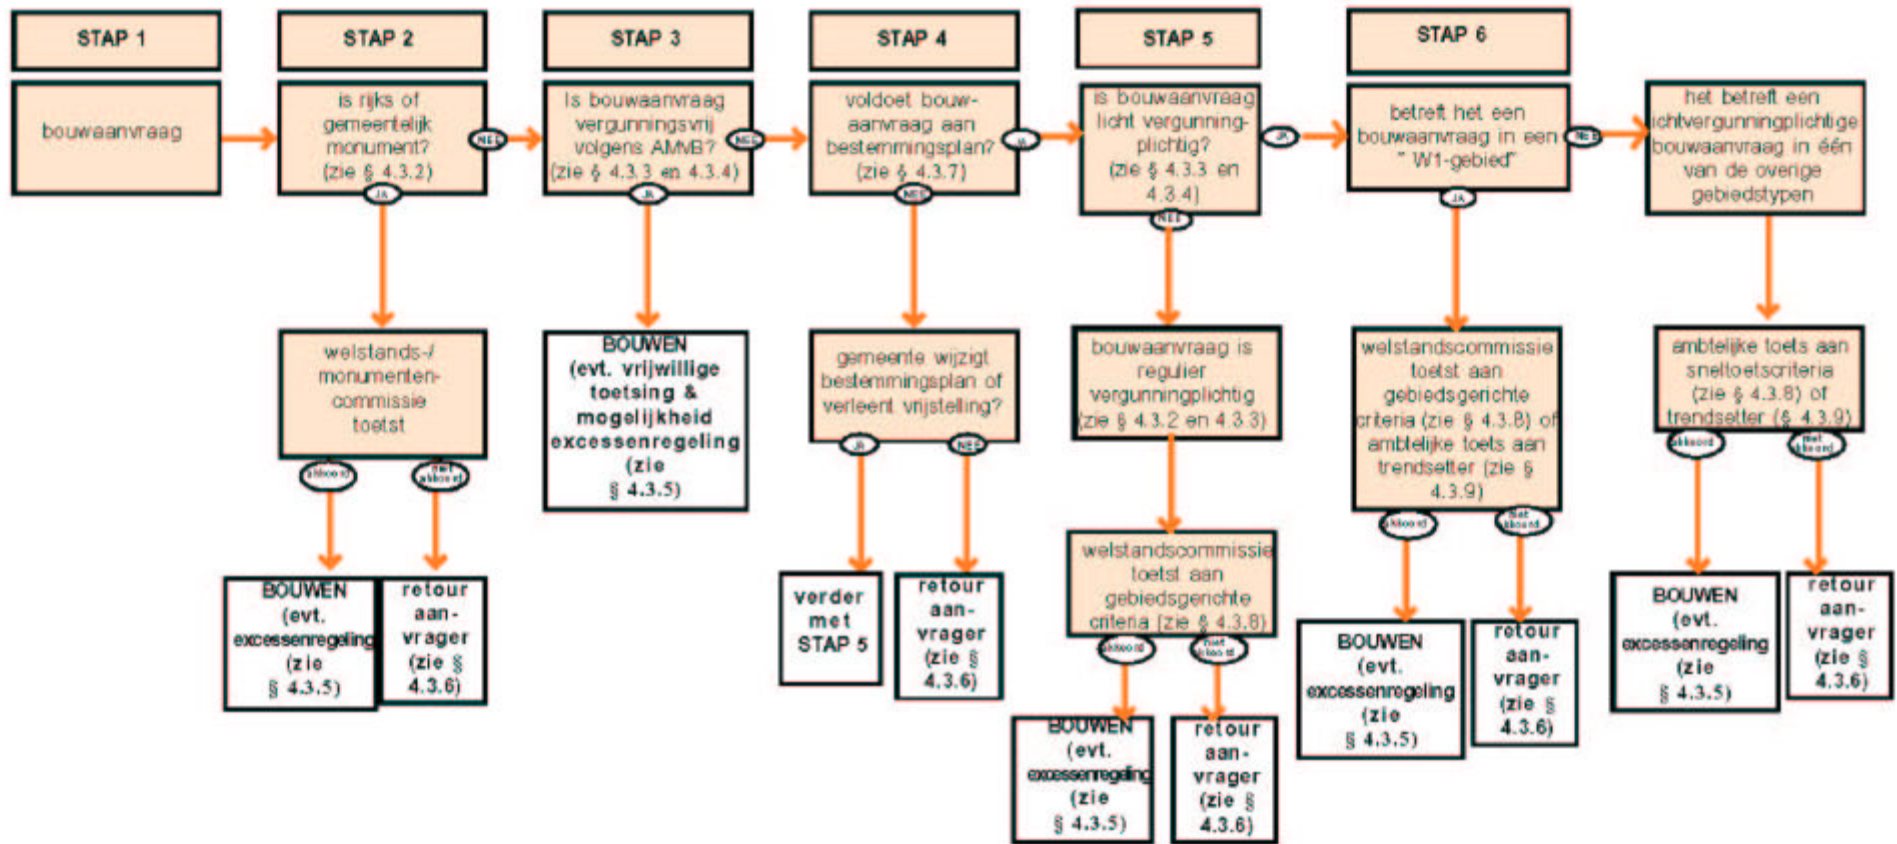 STAP 1
STAP 2
STAP 3
STAP 4
STAP 5
STAP 6
bouwaanvraag
is rijks of
gemeentelijk
monument?
(zie § 4.3.2)
NEE
JA
Is bouwaanvraag
vergunningsvrij
volgens AMvB?
(zie § 4.3.3 en 4.3.4)
NEE
JA
voldoet bouw-
aanvraag aan
bestemmingsplan?
(zie § 4.3.7)
JA
NEE
is bouwaanvraag
licht vergunning-
plichtig?
(zie § 4.3.3 en
4.3.4)
JA
NEE
betreft het een
bouwaanvraag in een
" W1-gebied"
NEE
JA
het betreft een
ichtvergunningplichtige
bouwaanvraag in één
van de overige
gebiedstypen
welstands-/
monumenten-
commissie
toetst
akkoord
niet
akkoord
BOUWEN
(evt.
excessenregeling
(zie
§ 4.3.5)
retour
aan-
vrager
(zie §
4.3.6)
BOUWEN
(evt. vrijwillige
toetsing &
mogelijkheid
excessenregeling
(zie
§ 4.3.5)
gemeente wijzigt
bestemmingsplan of
verleent vrijstelling?
JA
NEE
verder
met
STAP 5
retour
aan-
vrager
(zie §
4.3.6)
bouwaanvraag is
regulier
vergunningplichtig
(zie § 4.3.2 en 4.3.3)
welstandscommissie
toetst aan
gebiedsgerichte
criteria (zie § 4.3.8)
akkoord
niet
akkoord
BOUWEN
(evt.
excessenregeling
(zie
§ 4.3.5)
retour
aan-
vrager
(zie §
4.3.6)
welstandscommissie
toetst aan
gebiedsgerichte
criteria (zie § 4.3.8) of
ambtelijke toets aan
trendsetter (zie §
4.3.9)
akkoord
niet
akkoord
BOUWEN
(evt.
excessenregeling
(zie
§ 4.3.5)
retour
aan-
vrager
(zie §
4.3.6)
ambtelijke toets aan
sneltoetscriteria
(zie § 4.3.8) of
trendsetter (§ 4.3.9)
akkoord
niet
akkoord
BOUWEN
(evt.
excessenregeling
(zie
§ 4.3.5)
retour
aan-
vrager
(zie §
4.3.6)